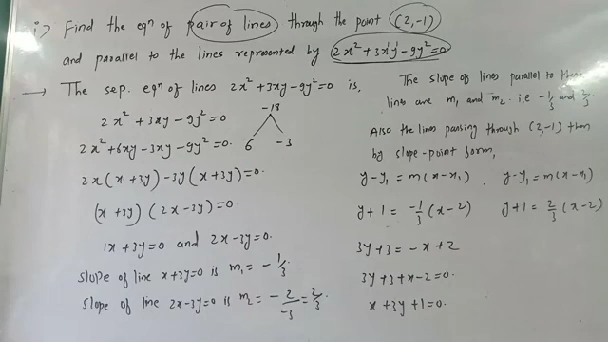 i) Find the eqⁿ of pair of lines through the point (2,-1)
and parallel to the lines represented by 2x²+3xy-9y²=0
→ The sep. eqⁿ of lines 2x²+3xy-9y²=0 is,
2x²+3xy-9y²=0
-18
2x²+6xy-3xy-9y²=0.
6 -3
2x(x+3y)-3y(x+3y)=0.
(x+3y)(2x-3y)=0.
x+3y=0 and 2x-3y=0.
slope of line x+3y=0 is m₁ = -1/3.
slope of line 2x-3y=0 is m₂ = -2/-3 = 2/3
The slope of lines parallel to these
lines are m₁ and m₂. i.e -1/3 and 2/3.
Also the lines passing through (2,-1) then
by slope-point form,
y-y₁=m(x-x₁) , y-y₁=m(x-x₁)
y+1=-1/3(x-2) y+1=2/3(x-2)
3y+3=-x+2
3y+3+x-2=0.
x+3y+1=0.